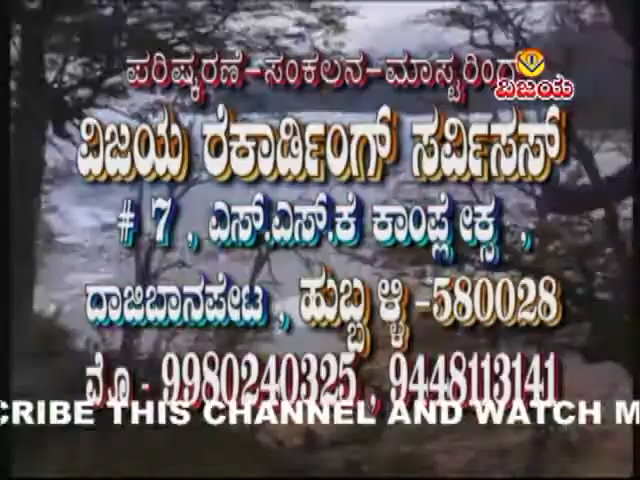 ಪರಿಷ್ಕರಣೆ-ಸಂಕಲನ-ಮಾಸ್ಟರಿಂಗ
ವಿಜಯ
ವಿಜಯ ರೆಕಾರ್ಡಿಂಗ್ ಸರ್ವಿಸಸ್
# 7 , ಎಸ್.ಎಸ್.ಕೆ ಕಾಂಪ್ಲೇಕ್ಸ ,
ದಾಜಿಬಾನಪೇಟ , ಹುಬ್ಬಳ್ಳಿ -580028
ಮೊ - 9980240325 , 9448113141
CRIBE THIS CHANNEL AND WATCH M